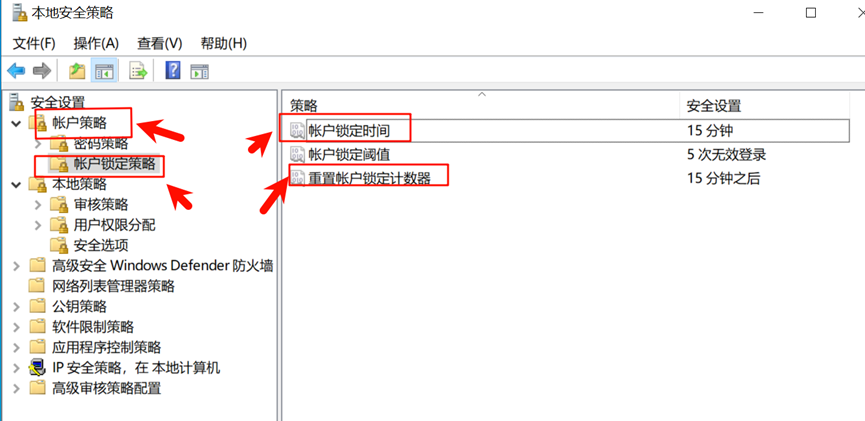 本地安全策略
文件(F) 操作(A) 查看(V) 帮助(H)
安全设置
帐户策略
密码策略
帐户锁定策略
本地策略
审核策略
用户权限分配
安全选项
高级安全 Windows Defender 防火墙
网络列表管理器策略
公钥策略
软件限制策略
应用程序控制策略
IP 安全策略，在 本地计算机
高级审核策略配置
策略 安全设置
帐户锁定时间 15 分钟
帐户锁定阈值 5 次无效登录
重置帐户锁定计数器 15 分钟之后